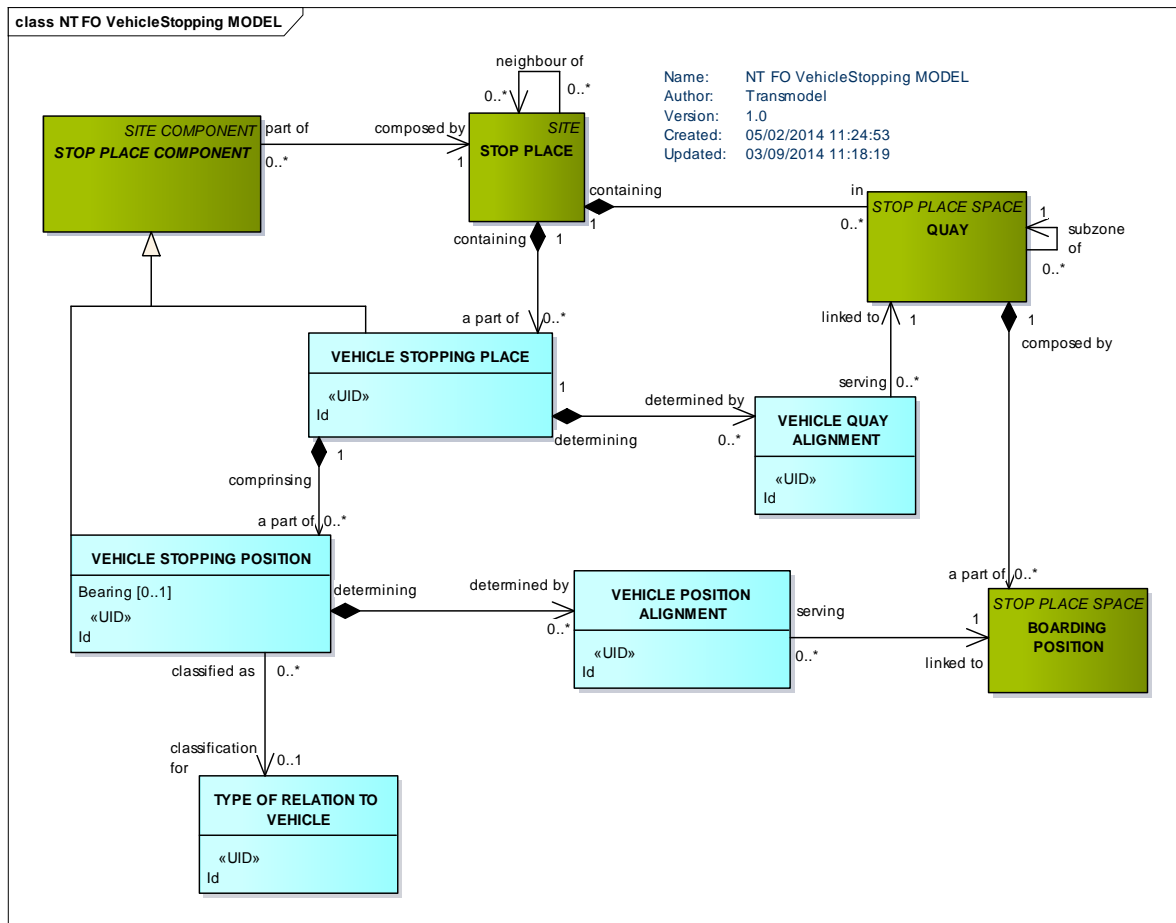 class NT FO VehicleStopping MODEL
neighbour of
0..*
0..*
Name: NT FO VehicleStopping MODEL
Author: Transmodel
Version: 1.0
Created: 05/02/2014 11:24:53
Updated: 03/09/2014 11:18:19
SITE COMPONENT
STOP PLACE COMPONENT
part of
0..*
composed by
1
SITE
STOP PLACE
containing
1
in
0..*
STOP PLACE SPACE
QUAY
1
subzone
of
0..*
containing
1
a part of
0..*
linked to
1
1
composed by
VEHICLE STOPPING PLACE
«UID»
Id
1
determining
determined by
0..*
serving
0..*
VEHICLE QUAY
ALIGNMENT
«UID»
Id
1
comprinsing
a part of
0..*
VEHICLE STOPPING POSITION
Bearing [0..1]
«UID»
Id
determining
determined by
0..*
VEHICLE POSITION
ALIGNMENT
«UID»
Id
serving
0..*
1
linked to
a part of
0..*
STOP PLACE SPACE
BOARDING
POSITION
classified as
0..*
classification
for
0..1
TYPE OF RELATION TO
VEHICLE
«UID»
Id